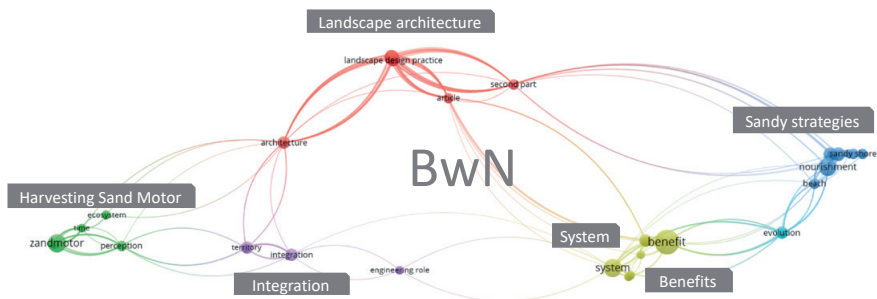 Landscape architecture
landscape design practice
second part
article
Sandy strategies
architecture
sandy shore
BwN
nourishment
beach
Harvesting Sand Motor
ecosystem
time
zandmotor
perception
territory
integration
System
benefit
evolution
engineering role
system
Integration
Benefits